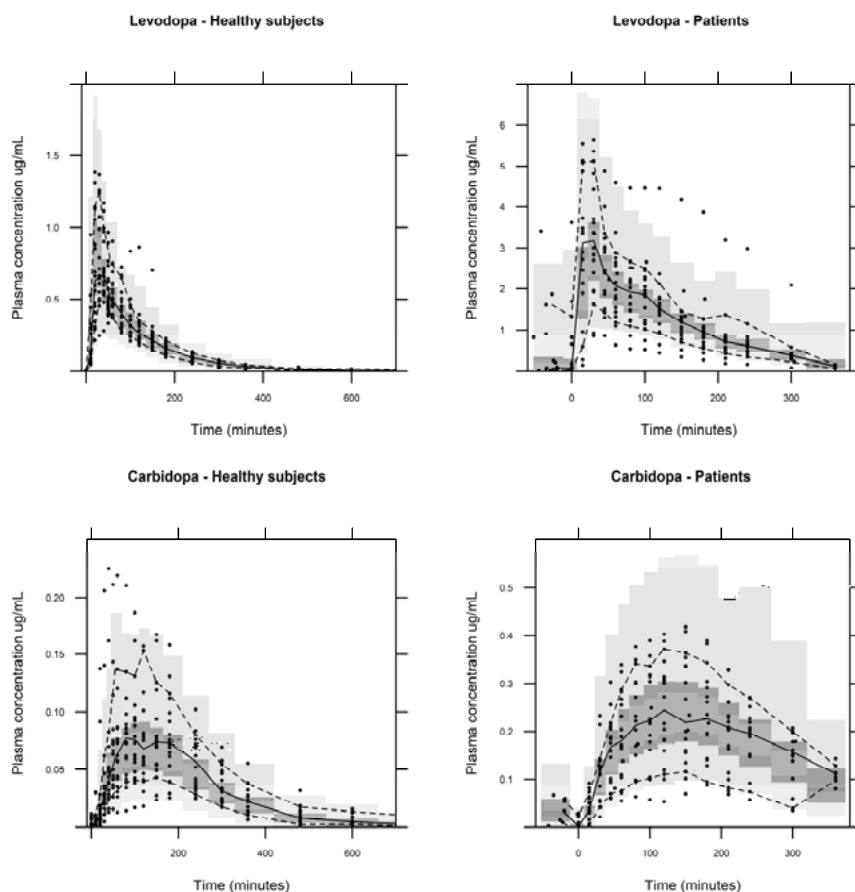 Levodopa - Healthy subjects
Plasma concentration ug/mL
1.5
1.0
0.5
200
400
600
Time (minutes)
Levodopa - Patients
Plasma concentration ug/mL
6
5
4
3
2
1
0
100
200
300
Time (minutes)
Carbidopa - Healthy subjects
Plasma concentration ug/mL
0.20
0.15
0.10
0.05
200
400
600
Time (minutes)
Carbidopa - Patients
Plasma concentration ug/mL
0.5
0.4
0.3
0.2
0.1
0
100
200
300
Time (minutes)